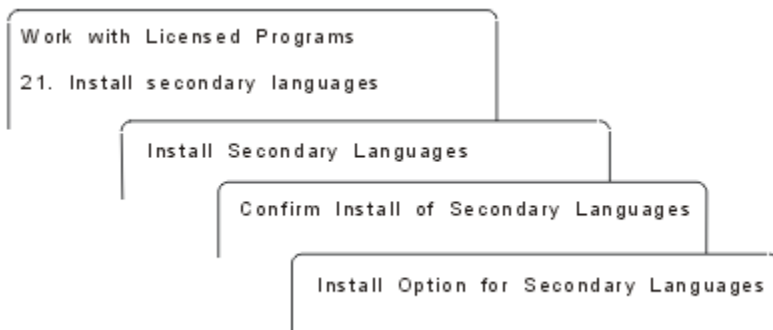 Work with Licensed Programs
21. Install secondary languages
Install Secondary Languages
Confirm Install of Secondary Languages
Install Option for Secondary Languages